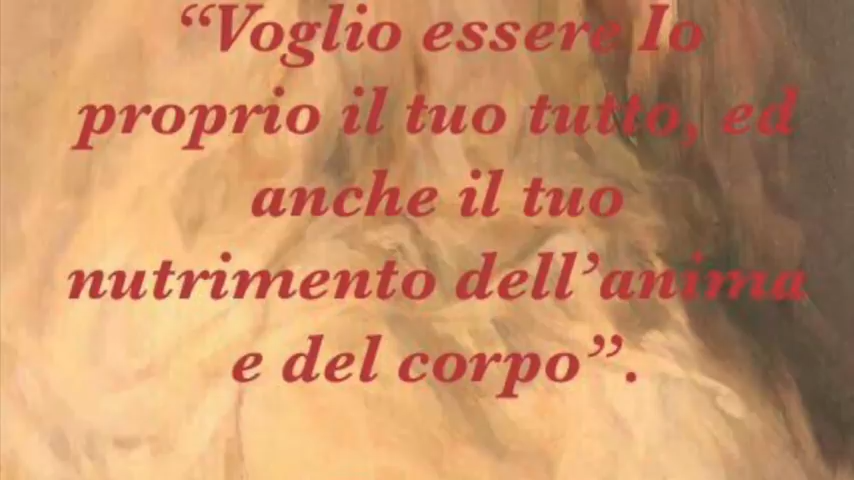 “Voglio essere Io
proprio il tuo tutto, ed
anche il tuo
nutrimento dell’anima
e del corpo”.